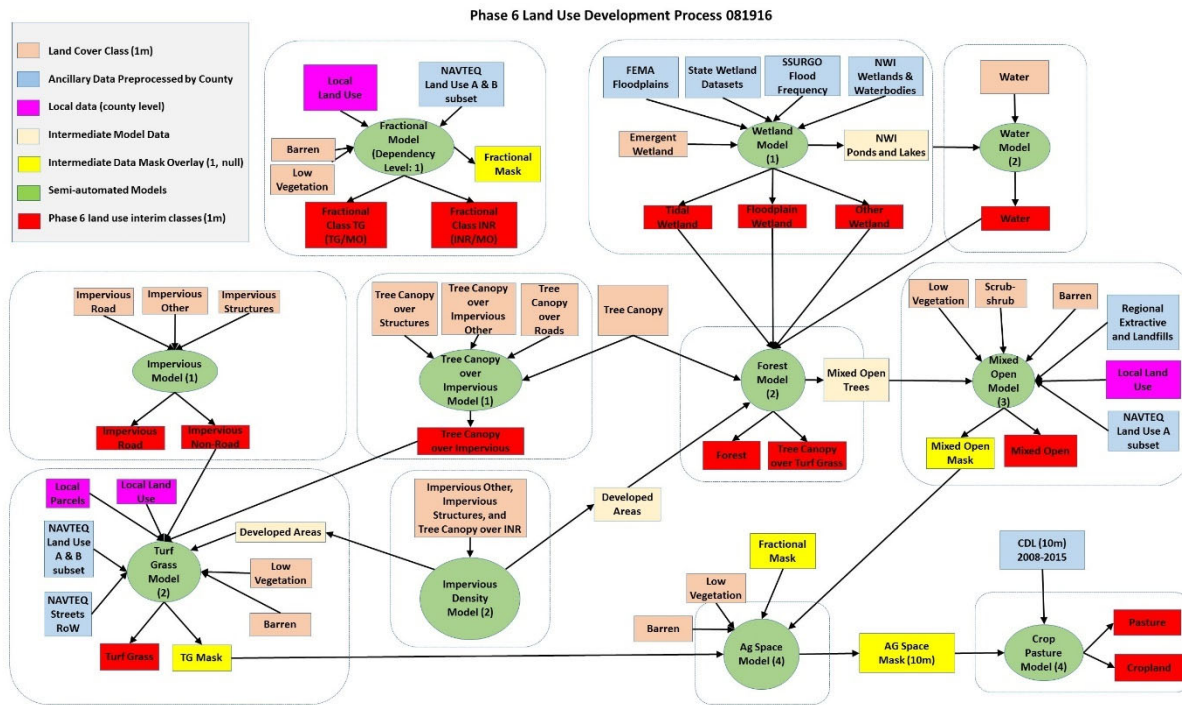 Phase 6 Land Use Development Process 081916
Land Cover Class (1m)
Ancillary Data Preprocessed by County
Local data (county level)
Intermediate Model Data
Intermediate Data Mask Overlay (1, null)
Semi-automated Models
Phase 6 land use interim classes (1m)
Local
Land Use
NAVTEQ
Land Use A & B
subset
Barren
Low
Vegetation
Fractional
Model
(Dependency
Level: 1)
Fractional
Mask
Fractional
Class TG
(TG/MO)
Fractional
Class INR
(INR/MO)
FEMA
Floodplains
State Wetland
Datasets
SSURGO
Flood
Frequency
NWI
Wetlands &
Waterbodies
Emergent
Wetland
Wetland
Model
(1)
NWI
Ponds and Lakes
Tidal
Wetland
Floodplain
Wetland
Other
Wetland
Water
Water
Model
(2)
Water
Impervious
Road
Impervious
Other
Impervious
Structures
Impervious
Model (1)
Impervious
Road
Impervious
Non-Road
Tree Canopy
over
Structures
Tree Canopy
over
Impervious
Other
Tree
Canopy
over
Roads
Tree Canopy
Tree Canopy
over
Impervious
Model (1)
Tree Canopy
over Impervious
Forest
Model
(2)
Mixed Open
Trees
Forest
Tree Canopy
over Turf Grass
Low
Vegetation
Scrub-
shrub
Barren
Regional
Extractive
and Landfills
Mixed
Open
Model
(3)
Local Land
Use
NAVTEQ
Land Use A
subset
Mixed Open
Mask
Mixed Open
Local
Parcels
Local Land
Use
NAVTEQ
Land Use
A & B
subset
NAVTEQ
Streets
RoW
Turf
Grass
Model
(2)
Developed Areas
Low
Vegetation
Barren
Turf Grass
TG Mask
Impervious Other,
Impervious
Structures, and
Tree Canopy over INR
Impervious
Density
Model (2)
Developed
Areas
Fractional
Mask
Low
Vegetation
Barren
Ag Space
Model (4)
AG Space
Mask (10m)
CDL (10m)
2008-2015
Crop
Pasture
Model (4)
Pasture
Cropland